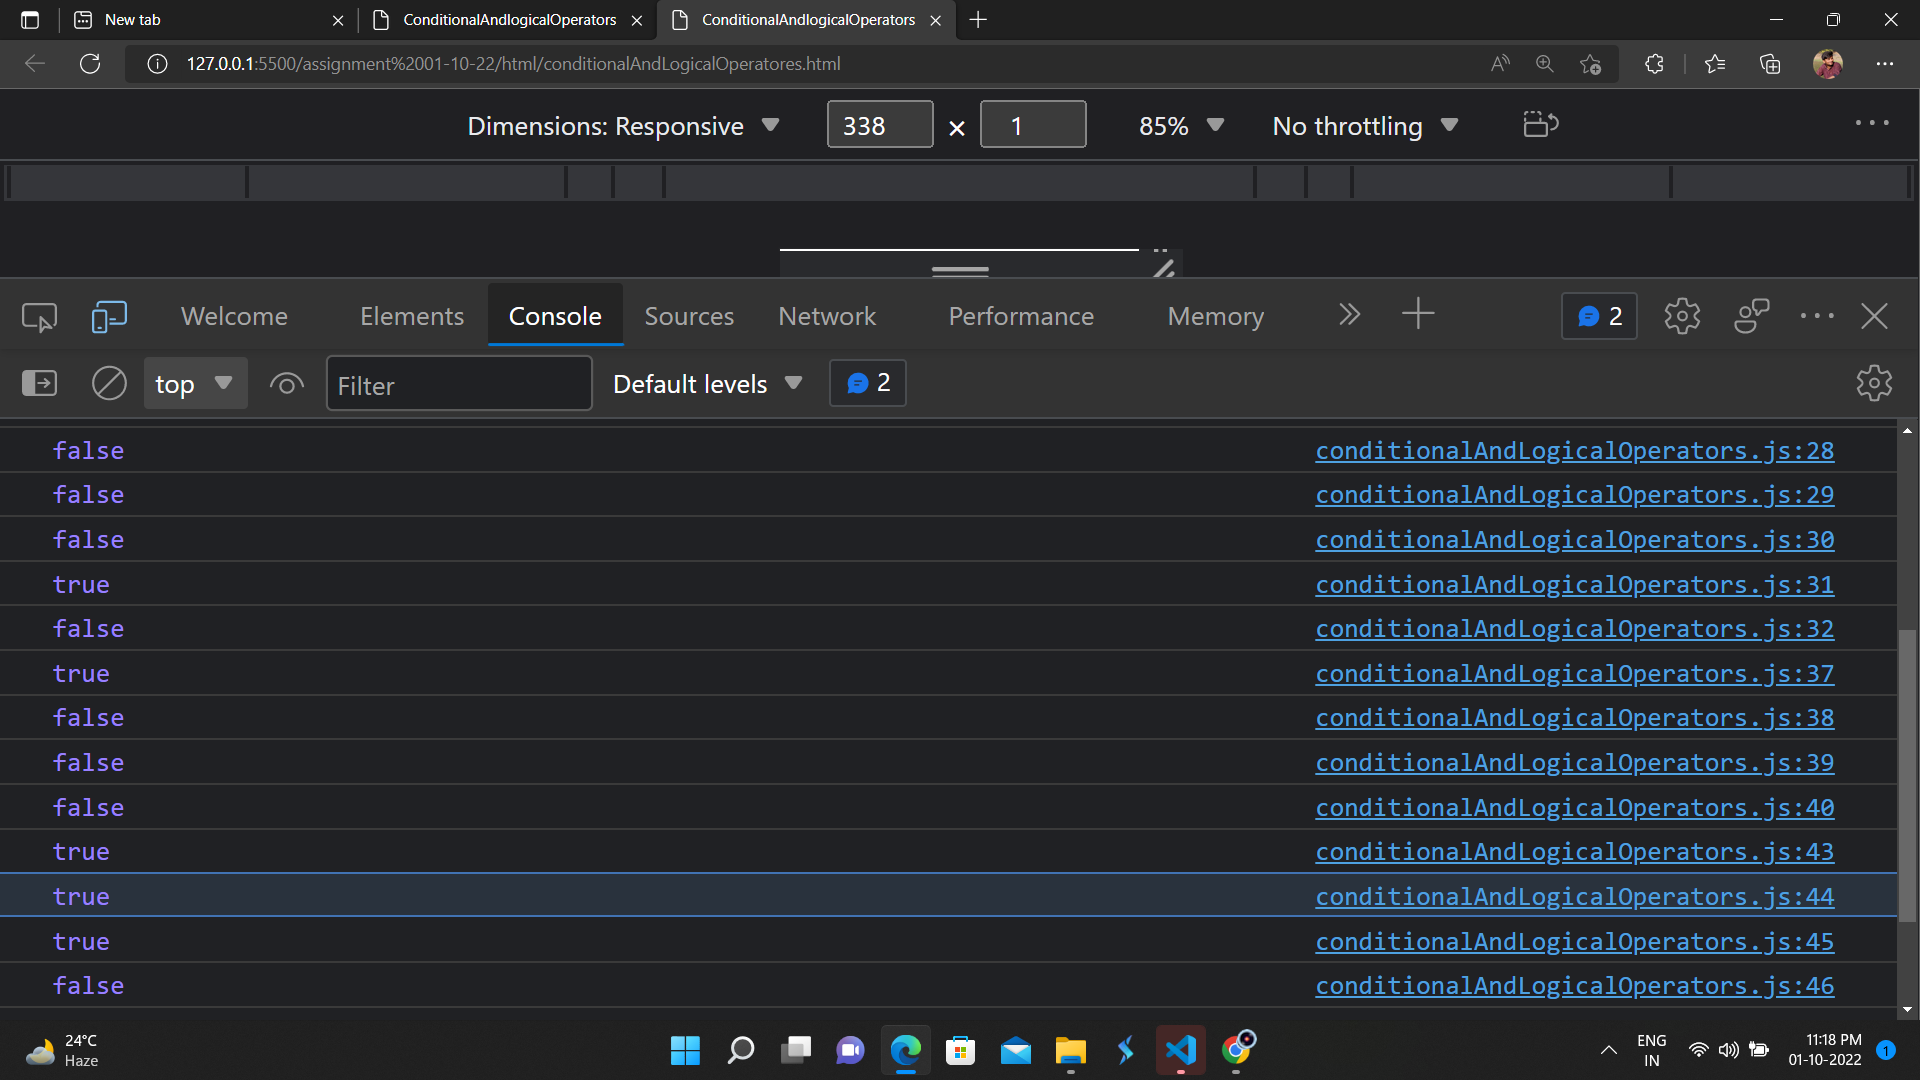 New tab
ConditionalAndlogicalOperators
ConditionalAndlogicalOperators
127.0.0.1:5500/assignment%2001-10-22/html/conditionalAndLogicalOperatores.html
Dimensions: Responsive 338 × 1 85% No throttling
Welcome Elements Console Sources Network Performance Memory 2
top Filter Default levels 2
false conditionalAndLogicalOperators.js:28
false conditionalAndLogicalOperators.js:29
false conditionalAndLogicalOperators.js:30
true conditionalAndLogicalOperators.js:31
false conditionalAndLogicalOperators.js:32
true conditionalAndLogicalOperators.js:37
false conditionalAndLogicalOperators.js:38
false conditionalAndLogicalOperators.js:39
false conditionalAndLogicalOperators.js:40
true conditionalAndLogicalOperators.js:43
true conditionalAndLogicalOperators.js:44
true conditionalAndLogicalOperators.js:45
false conditionalAndLogicalOperators.js:46
24°C
Haze
ENG
IN
11:18 PM
01-10-2022
1